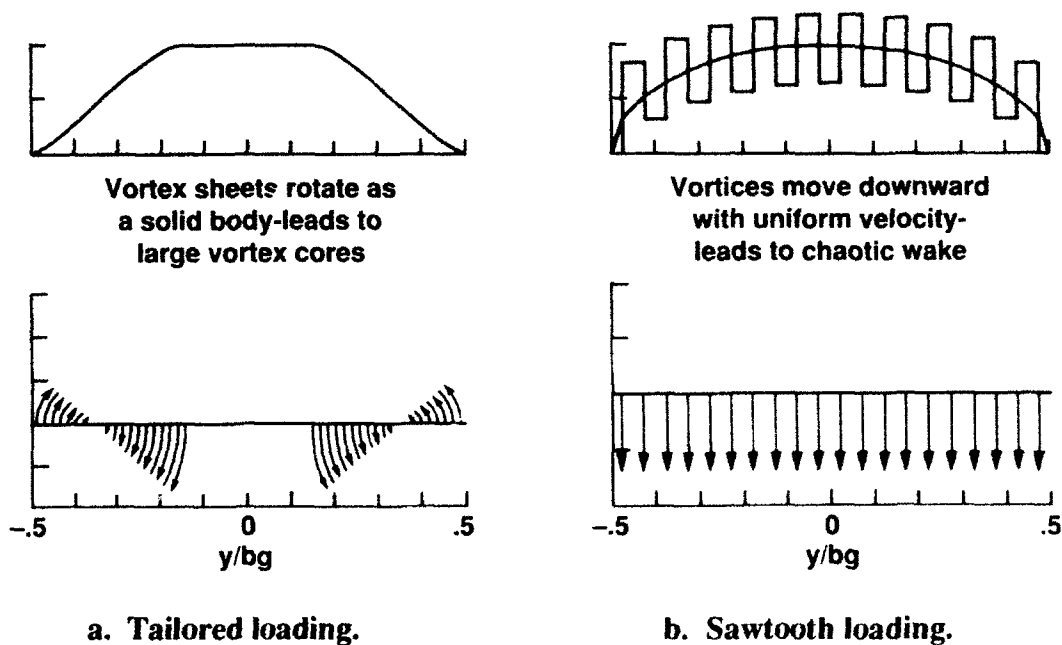 Vortex sheets rotate as
a solid body-leads to
large vortex cores
Vortices move downward
with uniform velocity-
leads to chaotic wake
-.5
0
.5
y/bg
-.5
0
.5
y/bg
a. Tailored loading.
b. Sawtooth loading.